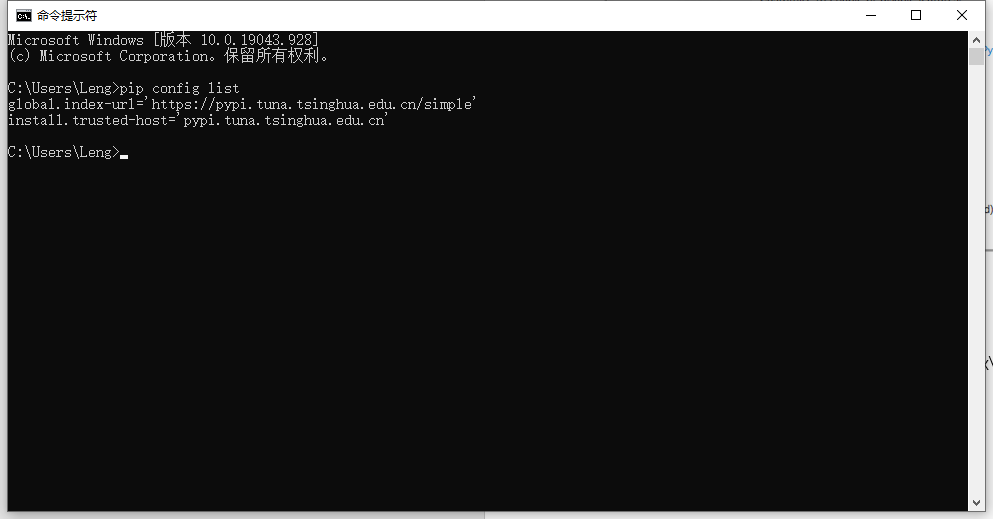 命令提示符
Microsoft Windows [版本 10.0.19043.928]
(c) Microsoft Corporation。保留所有权利。
C:\Users\Leng>pip config list
global.index-url='https://pypi.tuna.tsinghua.edu.cn/simple'
install.trusted-host='pypi.tuna.tsinghua.edu.cn'
C:\Users\Leng>